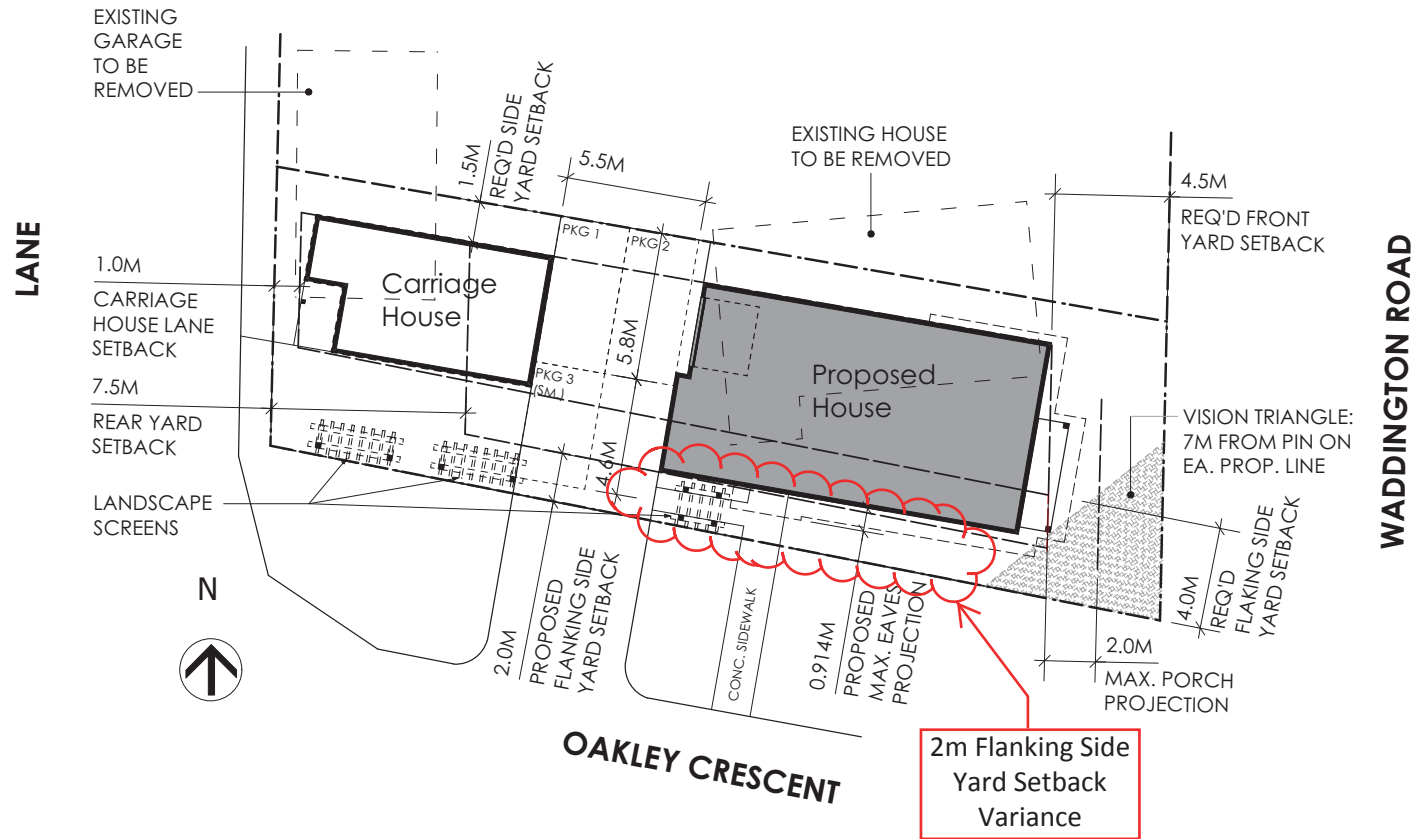 EXISTING
GARAGE
TO BE
REMOVED
1.5M
REQ'D SIDE
YARD SETBACK
5.5M
EXISTING HOUSE
TO BE REMOVED
4.5M
REQ'D FRONT
YARD SETBACK
LANE
PKG 1
PKG 2
1.0M
CARRIAGE
HOUSE LANE
SETBACK
Carriage
House
5.8M
Proposed
House
WADDINGTON ROAD
7.5M
REAR YARD
SETBACK
PKG 3
(SM.)
VISION TRIANGLE:
7M FROM PIN ON
EA. PROP. LINE
LANDSCAPE
SCREENS
4.6M
N
2.0M
PROPOSED
FLANKING SIDE
YARD SETBACK
CONC. SIDEWALK
0.914M
PROPOSED
MAX. EAVES
PROJECTION
4.0M
REQ'D
FLAKING SIDE
YARD SETBACK
2.0M
MAX. PORCH
PROJECTION
OAKLEY CRESCENT
2m Flanking Side
Yard Setback
Variance